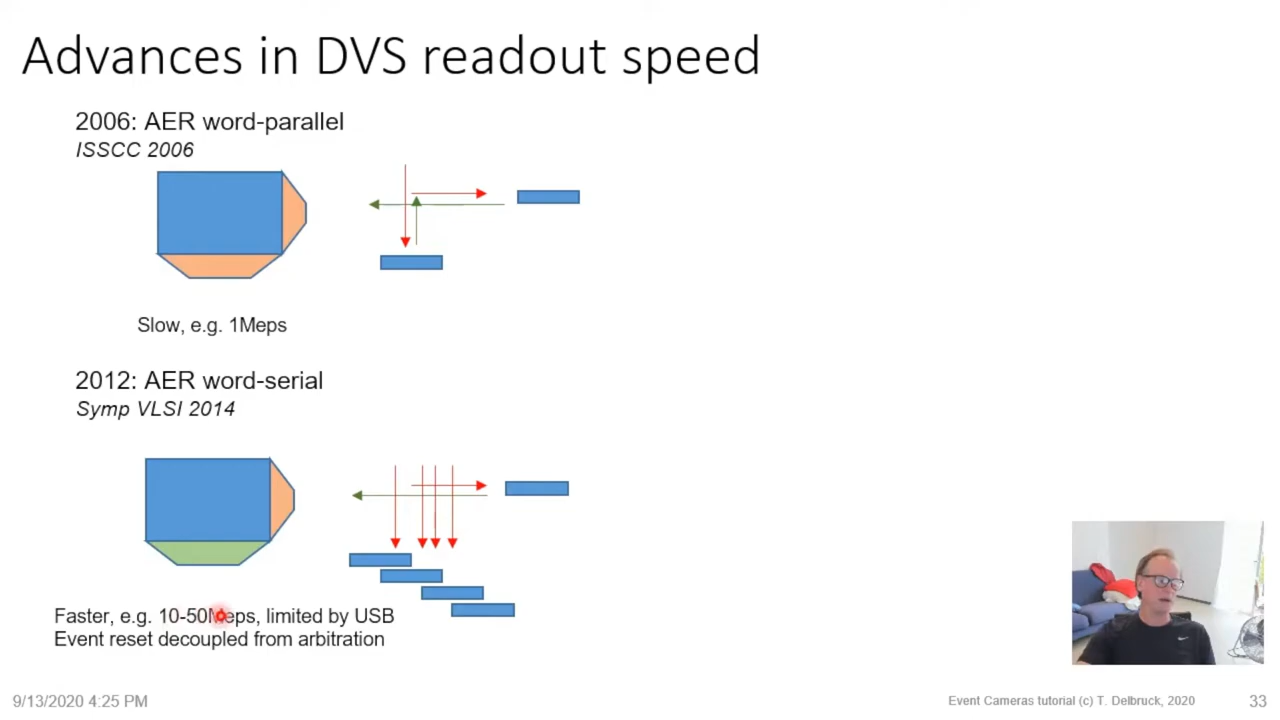 Advances in DVS readout speed
2006: AER word-parallel
ISSCC 2006
Slow, e.g. 1Meps
2012: AER word-serial
Symp VLSI 2014
Faster, e.g. 10-50Meps, limited by USB
Event reset decoupled from arbitration
9/13/2020 4:25 PM
Event Cameras tutorial (c) T. Delbruck, 2020
33